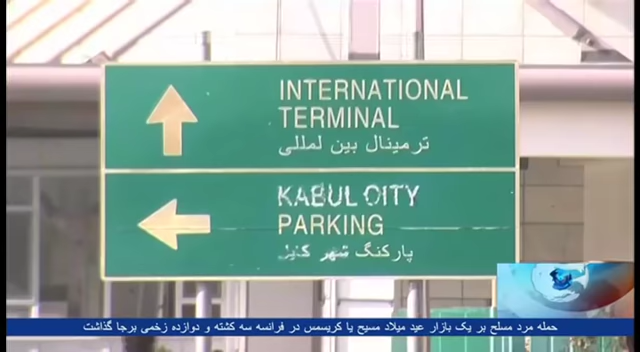 INTERNATIONAL
TERMINAL
ترمینال بین لمللی
KABUL CITY
PARKING
پارکنگ شهر کابل
حمله مرد مسلح بر یک بازار عید میلاد مسیح یا کریسمس در فرانسه سه کشته و دوازده زخمی برجا گذاشت